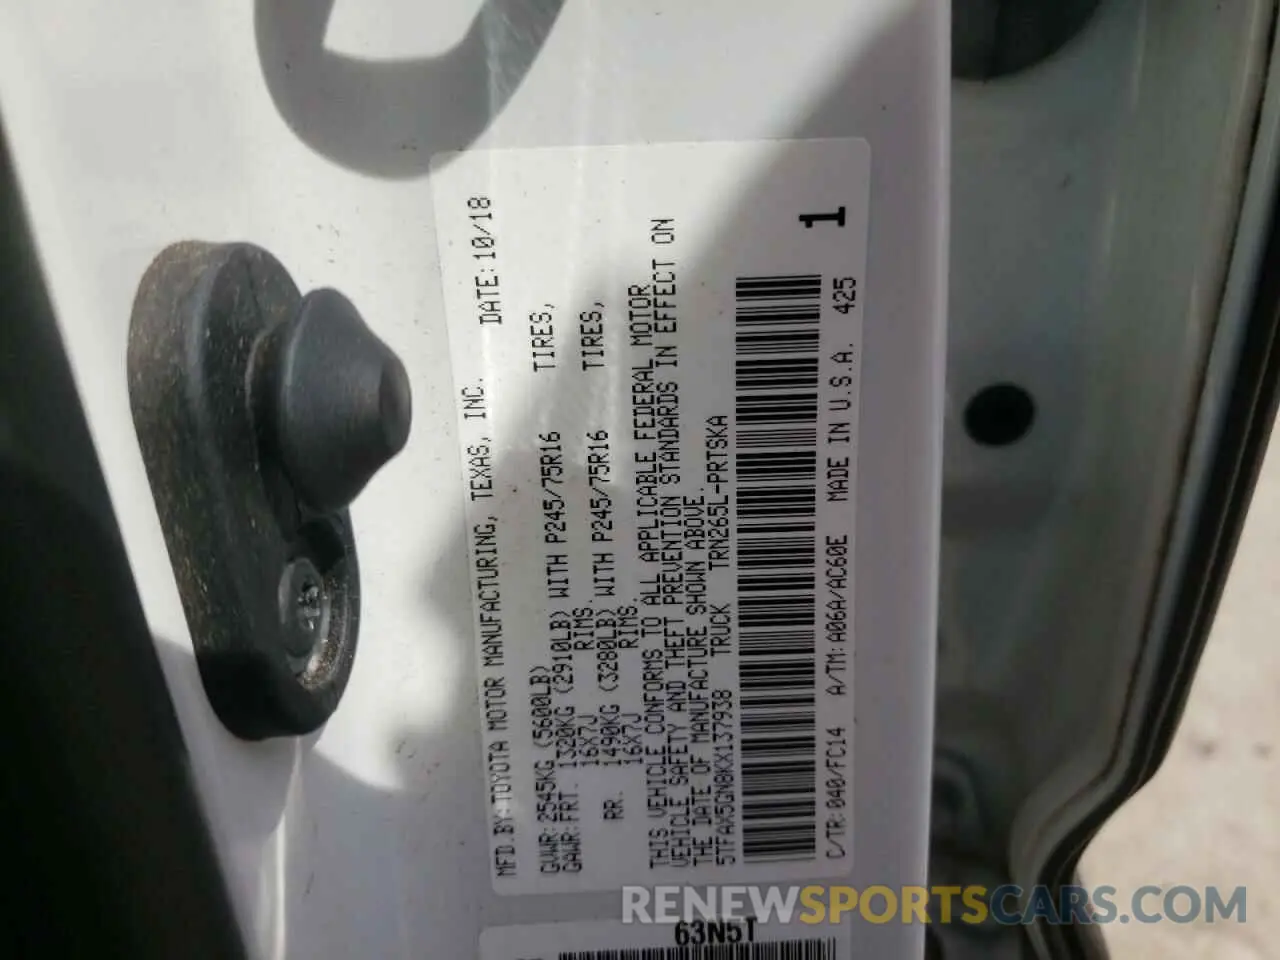 MFD.BY:TOYOTA MOTOR MANUFACTURING, TEXAS, INC. DATE:10/18
GVWR:2545KG (5600LB)
GAWR:FRT. 1320KG (2910LB) WITH P245/75R16 TIRES,
16X7J RIMS.
RR. 1490KG (3280LB) WITH P245/75R16 TIRES,
16X7J RIMS.
THIS VEHICLE CONFORMS TO ALL APPLICABLE FEDERAL MOTOR
VEHICLE SAFETY AND THEFT PREVENTION STANDARDS IN EFFECT ON
THE DATE OF MANUFACTURE SHOWN ABOVE.
5TFAX5GN8KX137938 TRUCK TRN265L-PRTSKA
1
C/TR:040/FC14 A/TM:A06A/AC60E MADE IN U.S.A. 425
63N5T
RENEWSPORTSCARS.COM